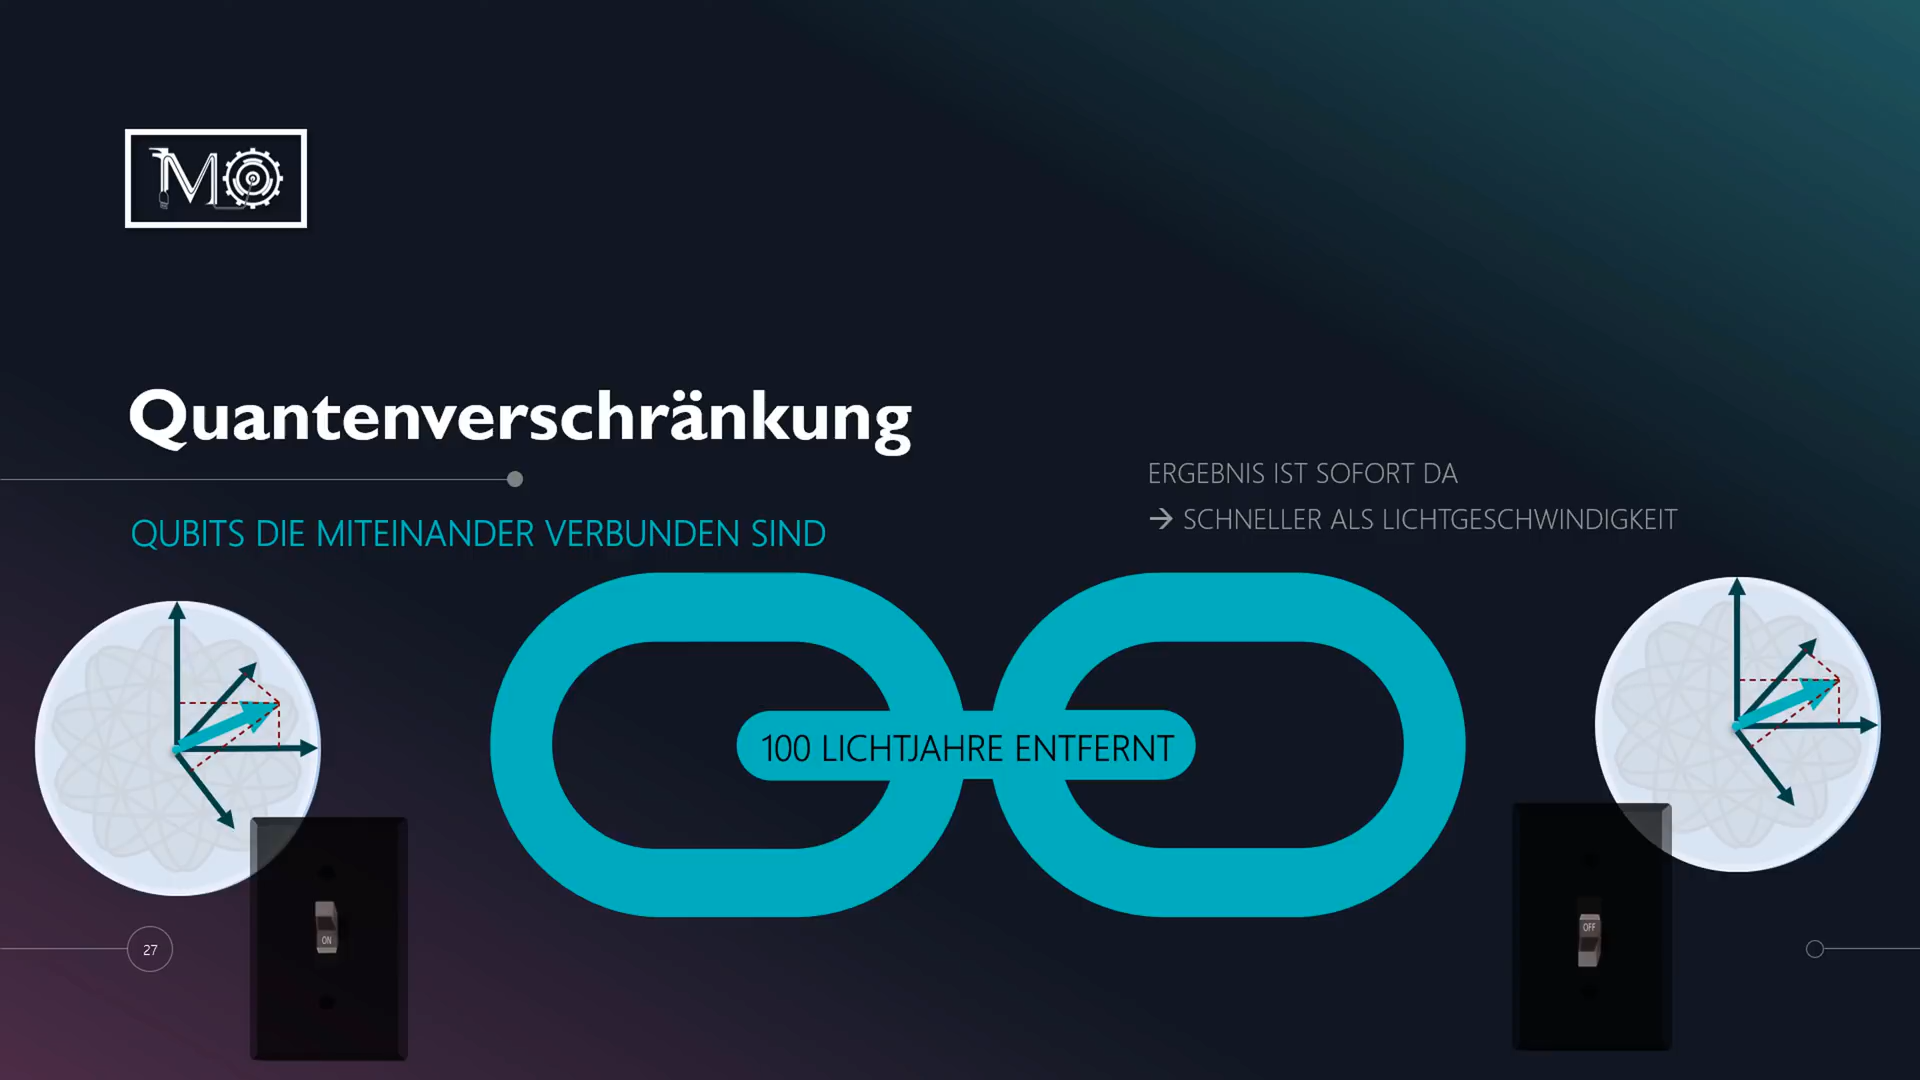 MO
Quantenverschränkung
QUBITS DIE MITEINANDER VERBUNDEN SIND
ERGEBNIS IST SOFORT DA
→ SCHNELLER ALS LICHTGESCHWINDIGKEIT
100 LICHTJAHRE ENTFERNT
ON
OFF
27